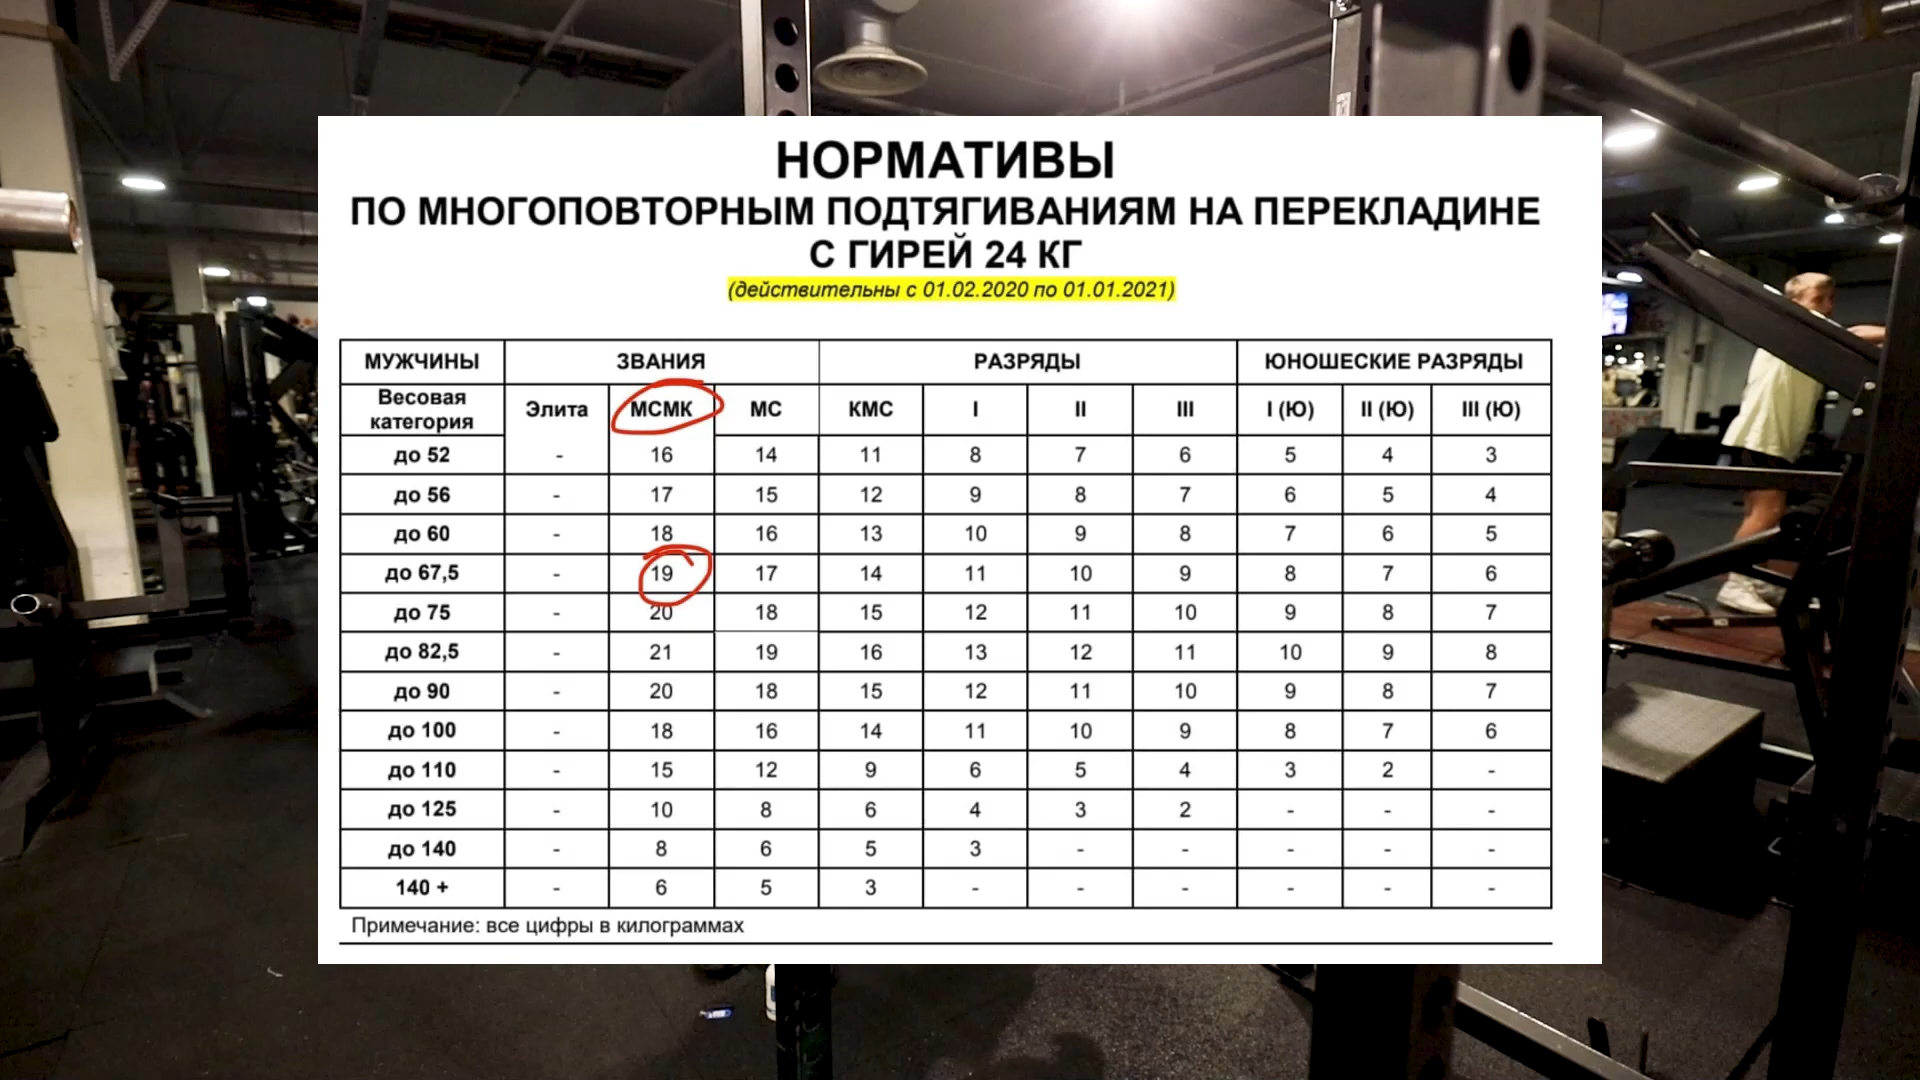 НОРМАТИВЫ
ПО МНОГОПОВТОРНЫМ ПОДТЯГИВАНИЯМ НА ПЕРЕКЛАДИНЕ
С ГИРЕЙ 24 КГ
(действительны с 01.02.2020 по 01.01.2021)
МУЖЧИНЫ ЗВАНИЯ РАЗРЯДЫ ЮНОШЕСКИЕ РАЗРЯДЫ
Весовая категория Элита МСМК МС КМС I II III I (Ю) II (Ю) III (Ю)
до 52 - 16 14 11 8 7 6 5 4 3
до 56 - 17 15 12 9 8 7 6 5 4
до 60 - 18 16 13 10 9 8 7 6 5
до 67,5 - 19 17 14 11 10 9 8 7 6
до 75 - 20 18 15 12 11 10 9 8 7
до 82,5 - 21 19 16 13 12 11 10 9 8
до 90 - 20 18 15 12 11 10 9 8 7
до 100 - 18 16 14 11 10 9 8 7 6
до 110 - 15 12 9 6 5 4 3 2 -
до 125 - 10 8 6 4 3 2 - - -
до 140 - 8 6 5 3 - - - - -
140 + - 6 5 3 - - - - - -
Примечание: все цифры в килограммах